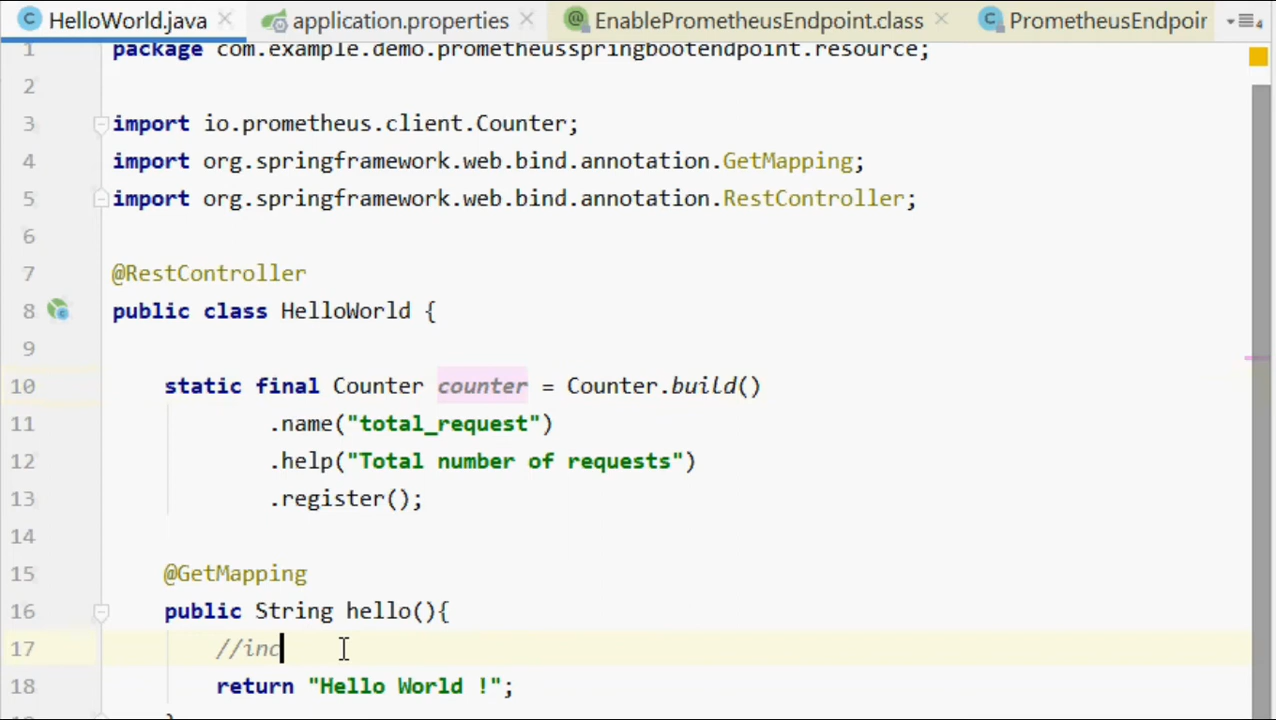 HelloWorld.java application.properties EnablePrometheusEndpoint.class PrometheusEndpoir
1 package com.example.demo.prometheusspringbootendpoint.resource;
2
3 import io.prometheus.client.Counter;
4 import org.springframework.web.bind.annotation.GetMapping;
5 import org.springframework.web.bind.annotation.RestController;
6
7 @RestController
8 public class HelloWorld {
9
10 static final Counter counter = Counter.build()
11 .name("total_request")
12 .help("Total number of requests")
13 .register();
14
15 @GetMapping
16 public String hello(){
17 //inc
18 return "Hello World !";
}